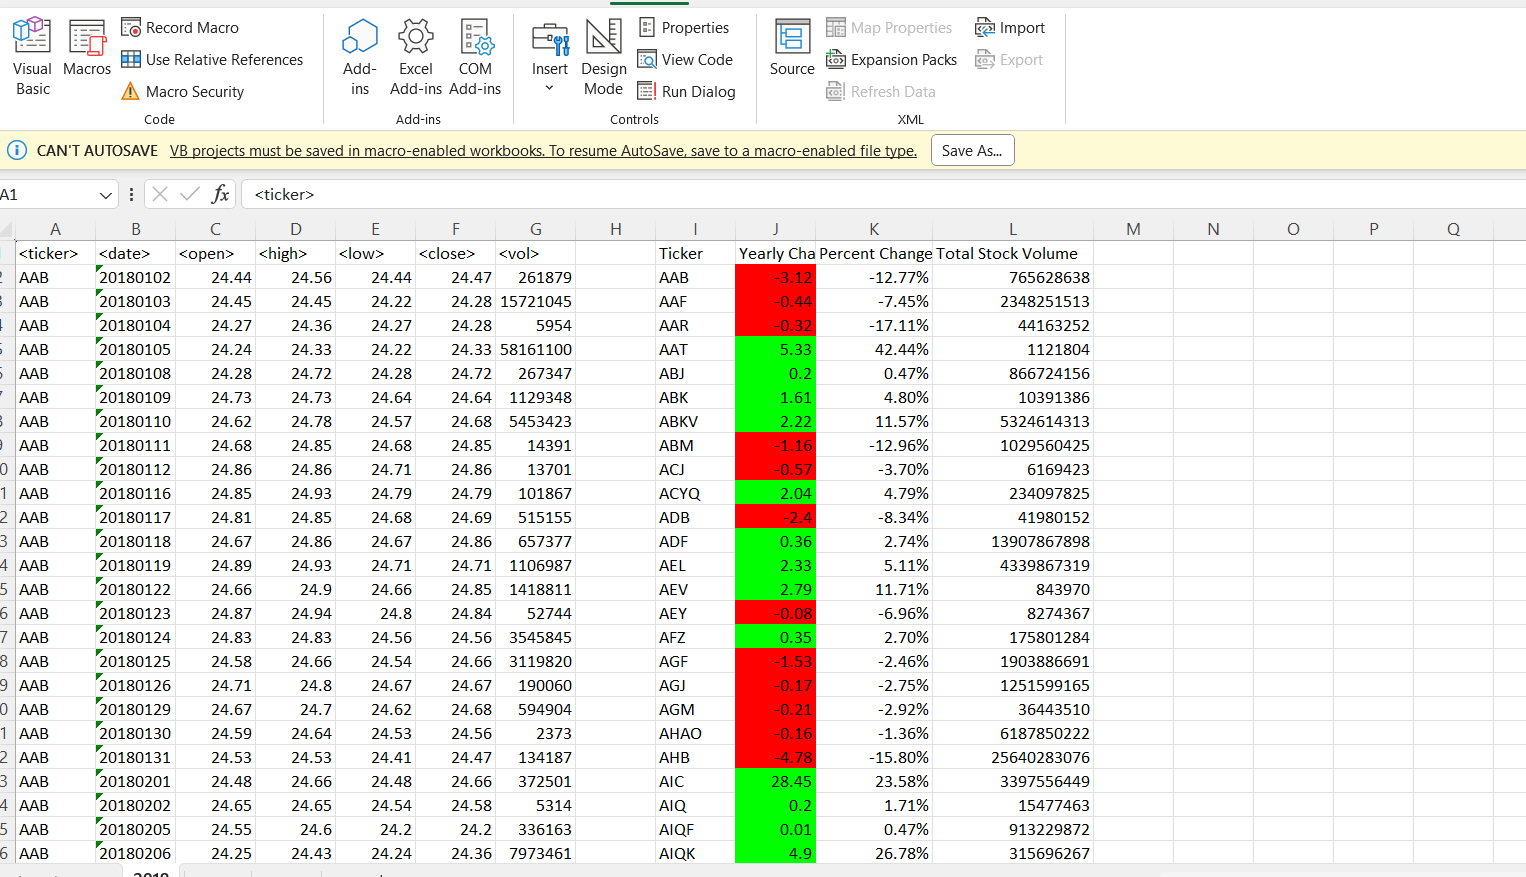 Visual Basic
Macros
Record Macro
Use Relative References
Macro Security
Code
Add-ins
Excel Add-ins
COM Add-ins
Add-ins
Insert
Design Mode
Properties
View Code
Run Dialog
Controls
Source
Map Properties
Expansion Packs
Refresh Data
Import
Export
XML
CAN'T AUTOSAVE VB projects must be saved in macro-enabled workbooks. To resume AutoSave, save to a macro-enabled file type. Save As...
A1 fx <ticker>
A B C D E F G H I J K L M N O P Q
<ticker> <date> <open> <high> <low> <close> <vol> Ticker Yearly Cha Percent Change Total Stock Volume
AAB 20180102 24.44 24.56 24.44 24.47 261879 AAB -3.12 -12.77% 765628638
AAB 20180103 24.45 24.45 24.22 24.28 15721045 AAF -0.44 -7.45% 2348251513
AAB 20180104 24.27 24.36 24.27 24.28 5954 AAR -0.32 -17.11% 44163252
AAB 20180105 24.24 24.33 24.22 24.33 58161100 AAT 5.33 42.44% 1121804
AAB 20180108 24.28 24.72 24.28 24.72 267347 ABJ 0.2 0.47% 866724156
AAB 20180109 24.73 24.73 24.64 24.64 1129348 ABK 1.61 4.80% 10391386
AAB 20180110 24.62 24.78 24.57 24.68 5453423 ABKV 2.22 11.57% 5324614313
AAB 20180111 24.68 24.85 24.68 24.85 14391 ABM -1.16 -12.96% 1029560425
AAB 20180112 24.86 24.86 24.71 24.86 13701 ACJ -0.57 -3.70% 6169423
AAB 20180116 24.85 24.93 24.79 24.79 101867 ACYQ 2.04 4.79% 234097825
AAB 20180117 24.81 24.85 24.68 24.69 515155 ADB -2.4 -8.34% 41980152
AAB 20180118 24.67 24.86 24.67 24.86 657377 ADF 0.36 2.74% 13907867898
AAB 20180119 24.89 24.93 24.71 24.71 1106987 AEL 2.33 5.11% 4339867319
AAB 20180122 24.66 24.9 24.66 24.85 1418811 AEV 2.79 11.71% 843970
AAB 20180123 24.87 24.94 24.8 24.84 52744 AEY -0.08 -6.96% 8274367
AAB 20180124 24.83 24.83 24.56 24.56 3545845 AFZ 0.35 2.70% 175801284
AAB 20180125 24.58 24.66 24.54 24.66 3119820 AGF -1.53 -2.46% 1903886691
AAB 20180126 24.71 24.8 24.67 24.67 190060 AGJ -0.17 -2.75% 1251599165
AAB 20180129 24.67 24.7 24.62 24.68 594904 AGM -0.21 -2.92% 36443510
AAB 20180130 24.59 24.64 24.53 24.56 2373 AHAO -0.16 -1.36% 6187850222
AAB 20180131 24.53 24.53 24.41 24.47 134187 AHB -4.78 -15.80% 25640283076
AAB 20180201 24.48 24.66 24.48 24.66 372501 AIC 28.45 23.58% 3397556449
AAB 20180202 24.65 24.65 24.54 24.58 5314 AIQ 0.2 1.71% 15477463
AAB 20180205 24.55 24.6 24.2 24.2 336163 AIQF 0.01 0.47% 913229872
AAB 20180206 24.25 24.43 24.24 24.36 7973461 AIQK 4.9 26.78% 315696267
2018